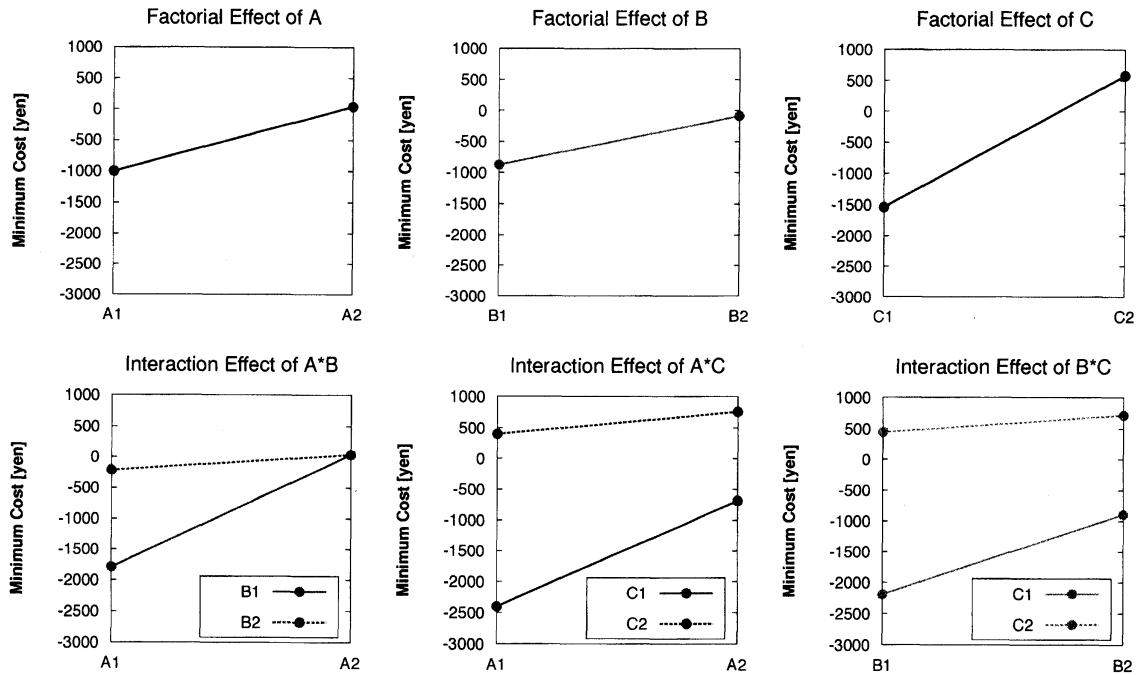 Factorial Effect of A
Minimum Cost [yen]
1000
500
0
-500
-1000
-1500
-2000
-2500
-3000
A1
A2
Factorial Effect of B
Minimum Cost [yen]
1000
500
0
-500
-1000
-1500
-2000
-2500
-3000
B1
B2
Factorial Effect of C
Minimum Cost [yen]
1000
500
0
-500
-1000
-1500
-2000
-2500
-3000
C1
C2
Interaction Effect of A*B
Minimum Cost [yen]
1000
500
0
-500
-1000
-1500
-2000
-2500
-3000
B1
B2
A1
A2
Interaction Effect of A*C
Minimum Cost [yen]
1000
500
0
-500
-1000
-1500
-2000
-2500
-3000
C1
C2
A1
A2
Interaction Effect of B*C
Minimum Cost [yen]
1000
500
0
-500
-1000
-1500
-2000
-2500
-3000
C1
C2
B1
B2